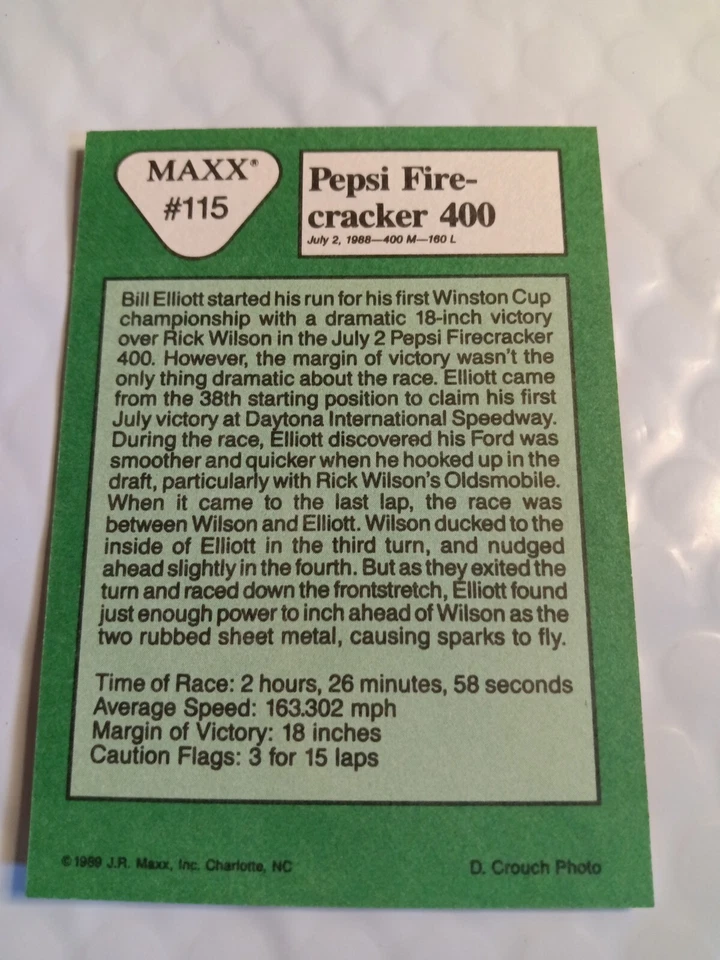 MAXX®
#115
Pepsi Fire-
cracker 400
July 2, 1988—400 M—160 L
Bill Elliott started his run for his first Winston Cup
championship with a dramatic 18-inch victory
over Rick Wilson in the July 2 Pepsi Firecracker
400. However, the margin of victory wasn't the
only thing dramatic about the race. Elliott came
from the 38th starting position to claim his first
July victory at Daytona International Speedway.
During the race, Elliott discovered his Ford was
smoother and quicker when he hooked up in the
draft, particularly with Rick Wilson's Oldsmobile.
When it came to the last lap, the race was
between Wilson and Elliott. Wilson ducked to the
inside of Elliott in the third turn, and nudged
ahead slightly in the fourth. But as they exited the
turn and raced down the frontstretch, Elliott found
just enough power to inch ahead of Wilson as the
two rubbed sheet metal, causing sparks to fly.
Time of Race: 2 hours, 26 minutes, 58 seconds
Average Speed: 163.302 mph
Margin of Victory: 18 inches
Caution Flags: 3 for 15 laps
©1989 J.R. Maxx, Inc. Charlotte, NC
D. Crouch Photo